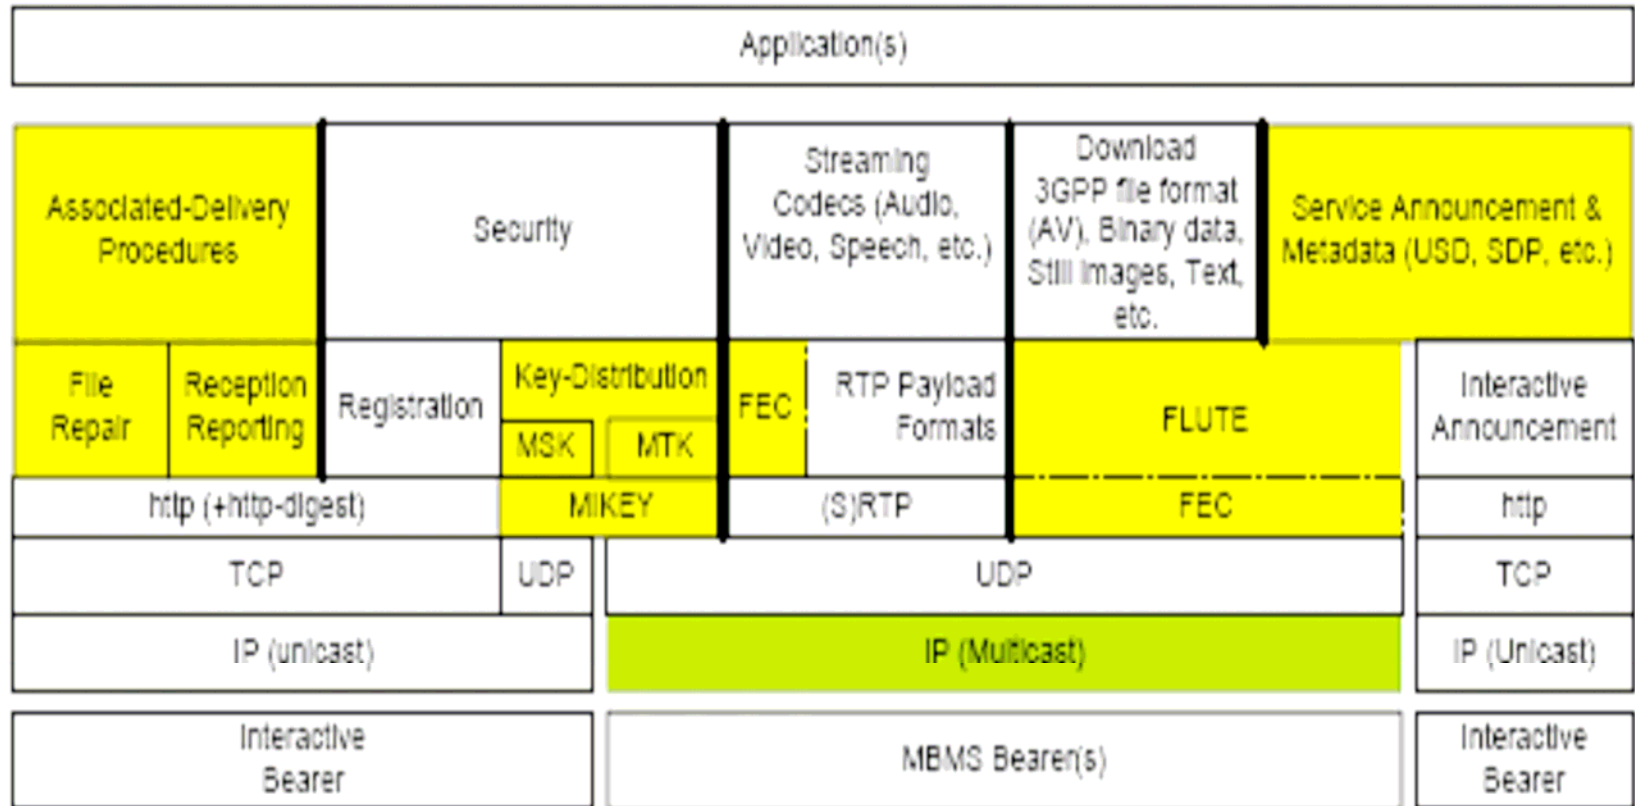 Application(s)
Associated-Delivery
Procedures
Security
Streaming
Codecs (Audio,
Video, Speech, etc.)
Download
3GPP file format
(AV), Binary data,
Still Images, Text,
etc.
Service Announcement &
Metadata (USD, SDP, etc.)
File
Repair
Reception
Reporting
Registration
Key-Distribution
MSK
MTK
FEC
RTP Payload
Formats
FLUTE
Interactive
Announcement
http (+http-digest)
MIKEY
(S)RTP
FEC
http
TCP
UDP
UDP
TCP
IP (unicast)
IP (Multicast)
IP (Unicast)
Interactive
Bearer
MBMS Bearer(s)
Interactive
Bearer